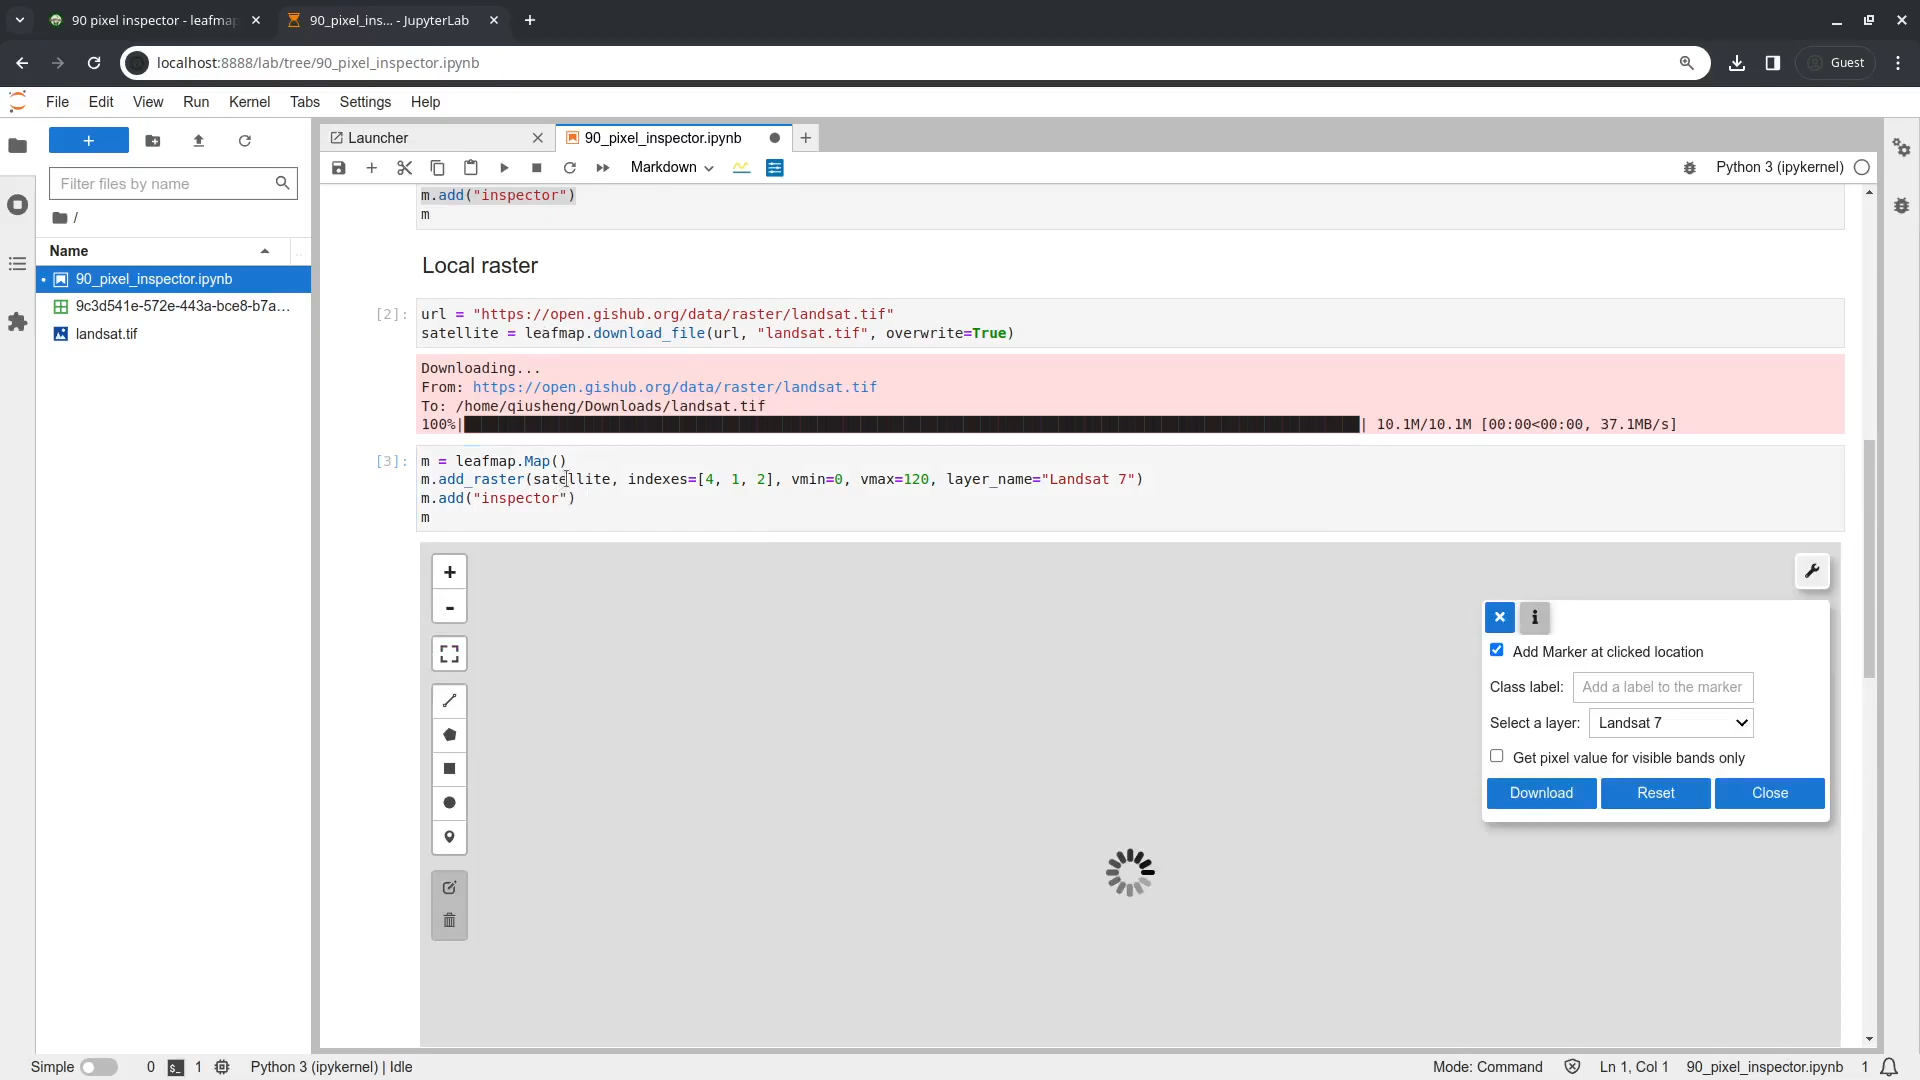 90 pixel inspector - leafmap
90_pixel_ins... - JupyterLab
localhost:8888/lab/tree/90_pixel_inspector.ipynb
Guest
File Edit View Run Kernel Tabs Settings Help
Filter files by name
/
Name
90_pixel_inspector.ipynb
9c3d541e-572e-443a-bce8-b7a...
landsat.tif
Launcher
90_pixel_inspector.ipynb
Markdown
Python 3 (ipykernel)
m.add("inspector")
m
Local raster
[2]:
url = "https://open.gishub.org/data/raster/landsat.tif"
satellite = leafmap.download_file(url, "landsat.tif", overwrite=True)
Downloading...
From: https://open.gishub.org/data/raster/landsat.tif
To: /home/qiusheng/Downloads/landsat.tif
100%|██████████| 10.1M/10.1M [00:00<00:00, 37.1MB/s]
[3]:
m = leafmap.Map()
m.add_raster(satellite, indexes=[4, 1, 2], vmin=0, vmax=120, layer_name="Landsat 7")
m.add("inspector")
m
+
-
Add Marker at clicked location
Class label: Add a label to the marker
Select a layer: Landsat 7
Get pixel value for visible bands only
Download Reset Close
Simple 0 1 Python 3 (ipykernel) | Idle
Mode: Command Ln 1, Col 1 90_pixel_inspector.ipynb 1